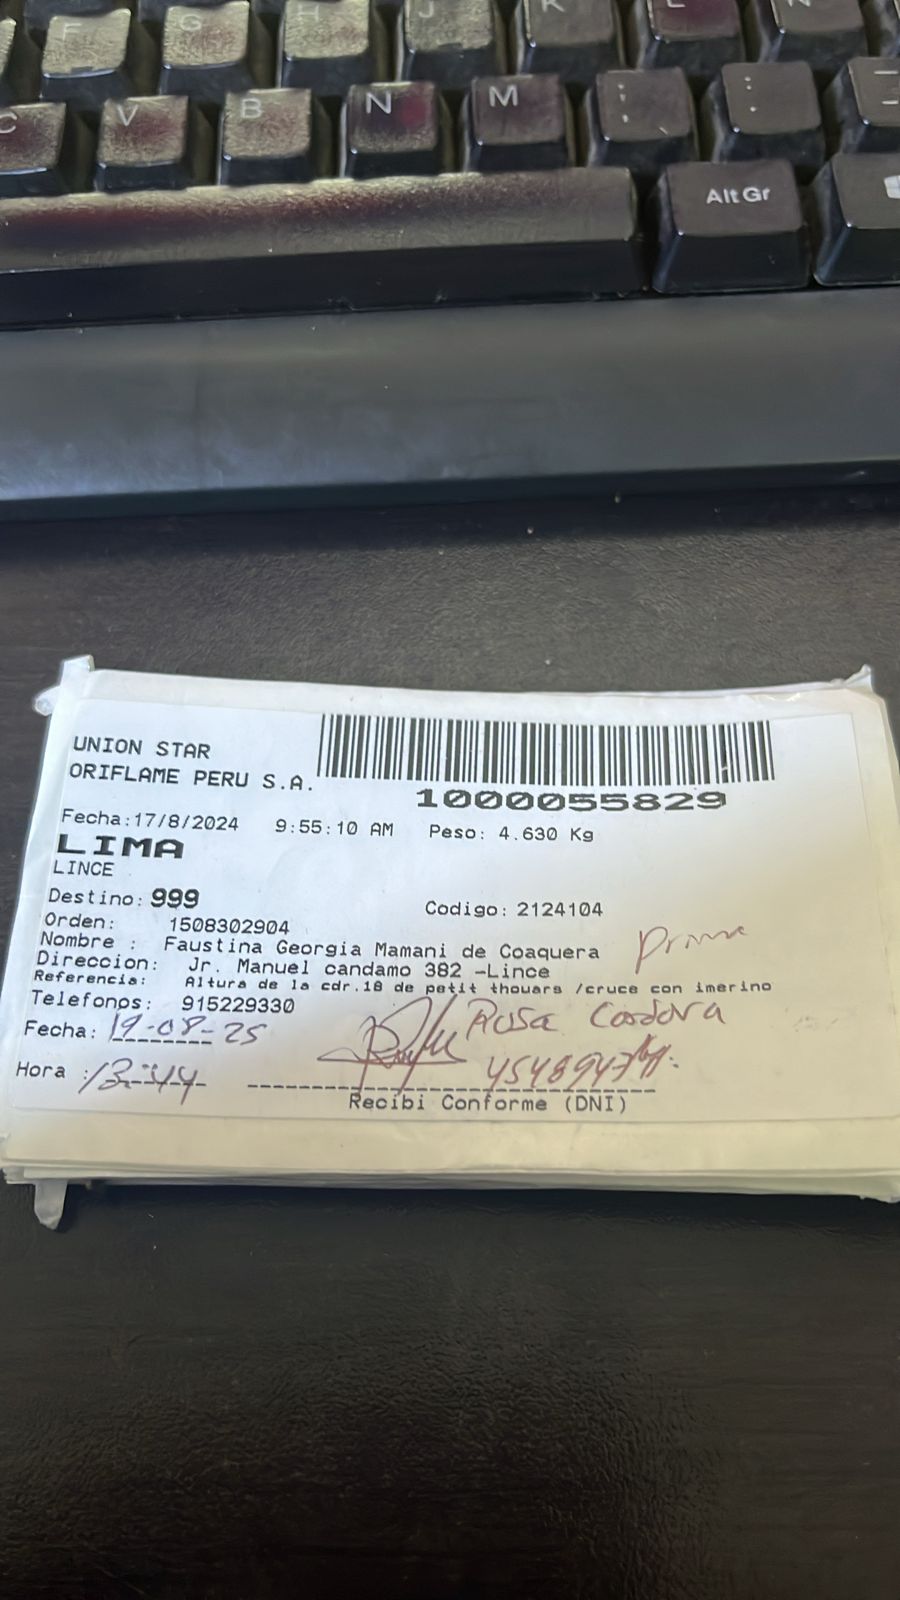 F G H J K L Ñ
C V B N M ; : -
Alt Gr
UNION STAR
ORIFLAME PERU S.A.
1000055829
Fecha:17/8/2024 9:55:10 AM Peso: 4.630 Kg
LIMA
LINCE
Destino: 999
Codigo: 2124104
Orden: 1508302904
Nombre : Faustina Georgia Mamani de Coaquera
Direccion: Jr. Manuel candamo 382 -Lince
Referencia: Altura de la cdr.18 de petit thouars /cruce con imerino
Telefonos: 915229330
Rosa Cordova
Fecha: 19-08-25
Hora : 13:44
Recibi Conforme (DNI)